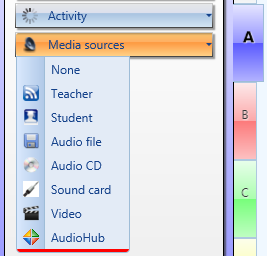 Activity
Media sources
None
Teacher
Student
Audio file
Audio CD
Sound card
Video
AudioHub
A
B
C